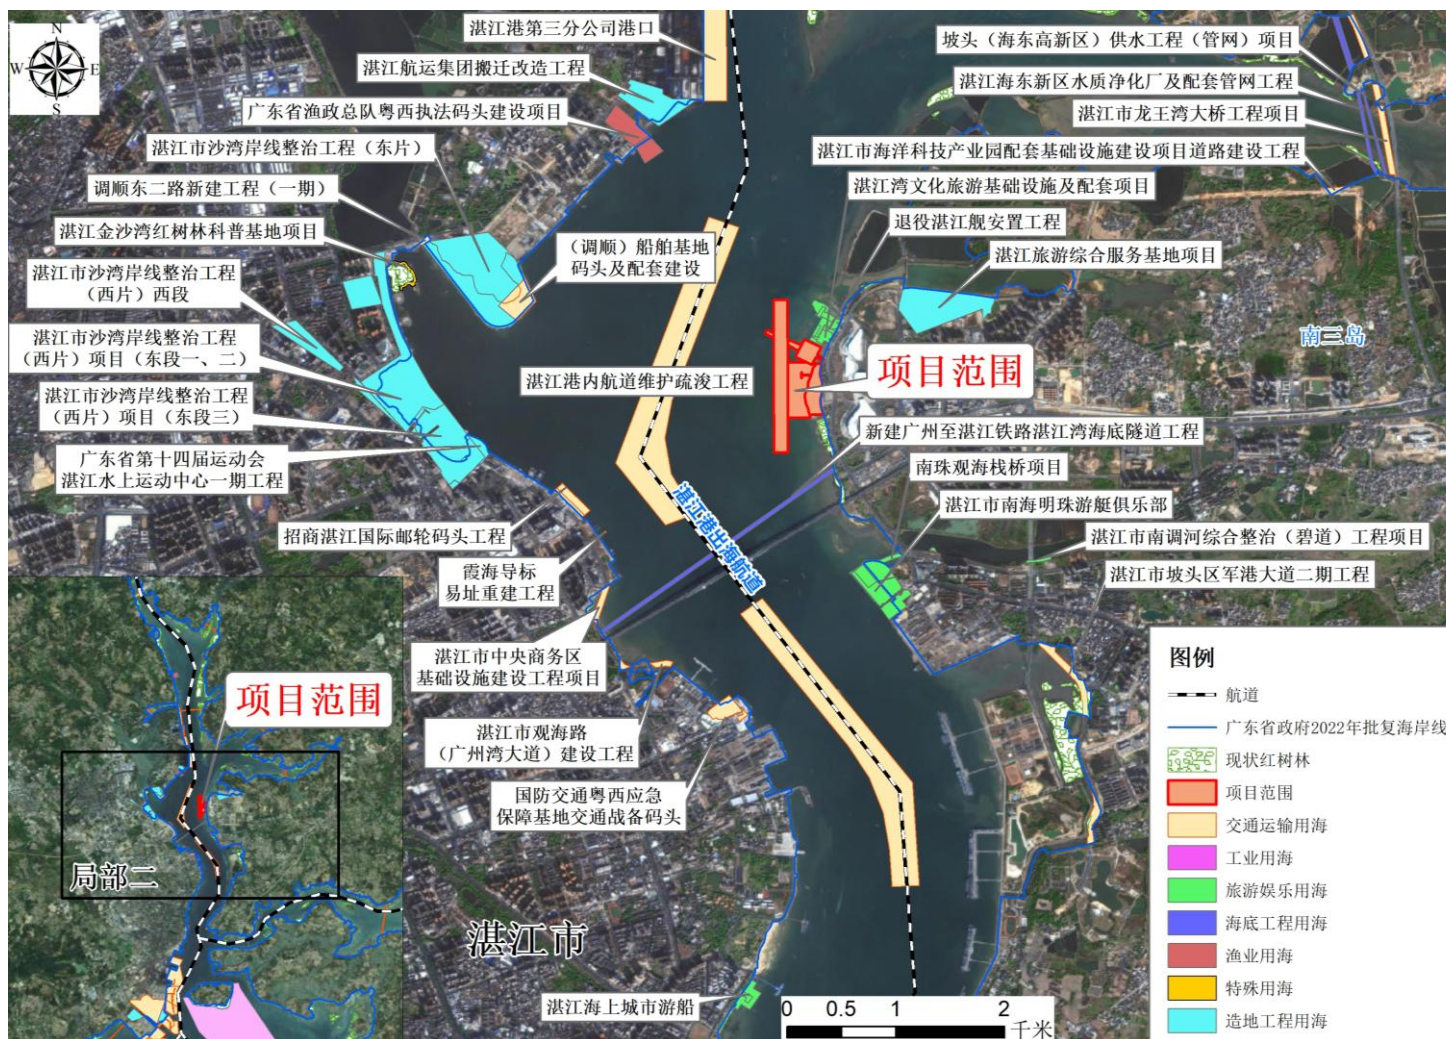 N
W
E
S
湛江港第三分公司港口
湛江航运集团搬迁改造工程
广东省渔政总队粤西执法码头建设项目
湛江市沙湾岸线整治工程（东片）
调顺东二路新建工程（一期）
湛江金沙湾红树林科普基地项目
湛江市沙湾岸线整治工程
（西片）西段
湛江市沙湾岸线整治工程
（西片）项目（东段一、二）
湛江市沙湾岸线整治工程
（西片）项目（东段三）
广东省第十四届运动会
湛江水上运动中心一期工程
招商湛江国际邮轮码头工程
霞海导标
易址重建工程
湛江市中央商务区
基础设施建设工程项目
湛江市观海路
（广州湾大道）建设工程
国防交通粤西应急
保障基地交通战备码头
（调顺）船舶基地
码头及配套建设
湛江港内航道维护疏浚工程
坡头（海东高新区）供水工程（管网）项目
湛江海东新区水质净化厂及配套管网工程
湛江市龙王湾大桥工程项目
湛江市海洋科技产业园配套基础设施建设项目道路建设工程
湛江湾文化旅游基础设施及配套项目
退役湛江舰安置工程
湛江旅游综合服务基地项目
南三岛
项目范围
新建广州至湛江铁路湛江湾海底隧道工程
南珠观海栈桥项目
湛江市南海明珠游艇俱乐部
湛江市南调河综合整治（碧道）工程项目
湛江市坡头区军港大道二期工程
湛江港出海航道
湛江市
湛江海上城市游船
项目范围
局部二
0 0.5 1 2
千米
图例
航道
广东省政府2022年批复海岸线
现状红树林
项目范围
交通运输用海
工业用海
旅游娱乐用海
海底工程用海
渔业用海
特殊用海
造地工程用海